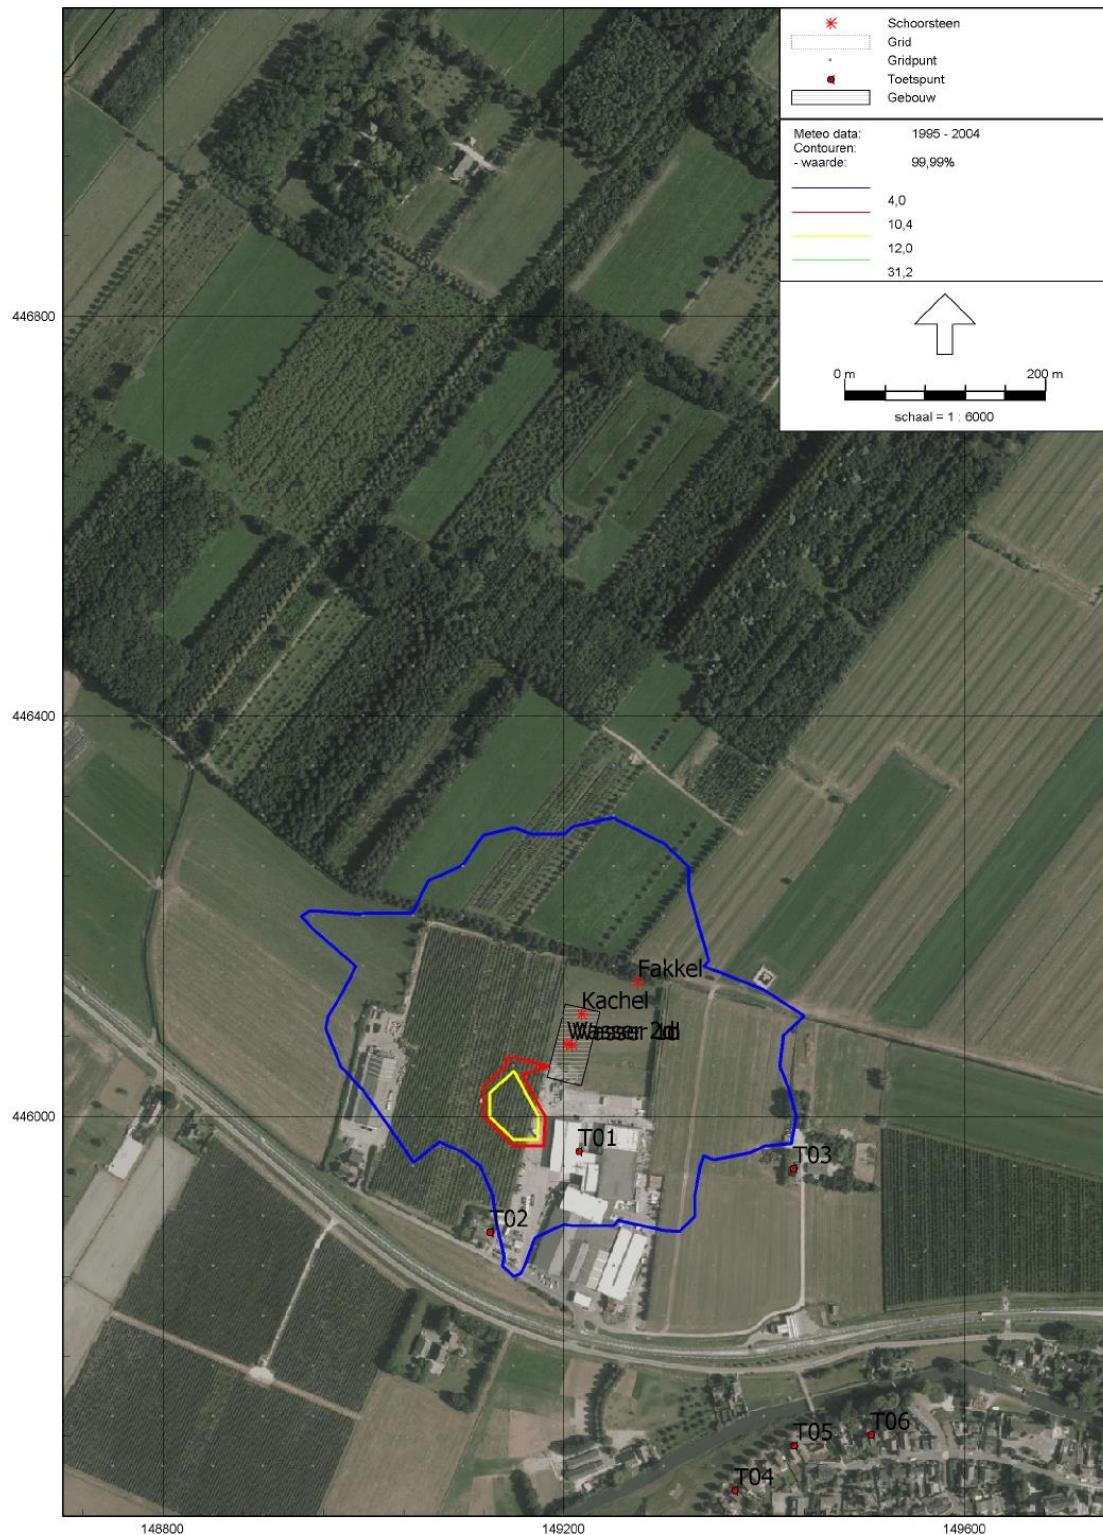 Schoorsteen
Grid
Gridpunt
Toetspunt
Gebouw
Meteo data: 1995 - 2004
Contouren:
- waarde: 99,99%
4,0
10,4
12,0
31,2
0 m 200 m
schaal = 1 : 6000
446800
446400
446000
Fakkel
Kachel
T01
T03
T02
T06
T05
T04
148800 149200 149600